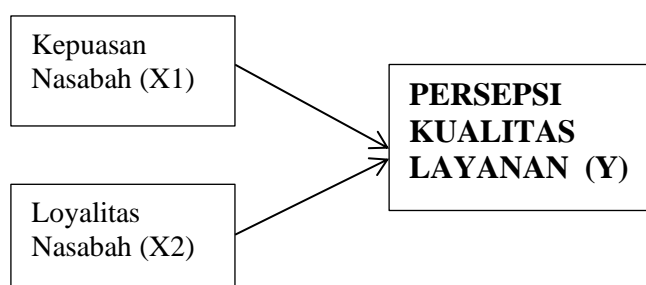 Kepuasan
Nasabah (X1)
PERSEPSI
KUALITAS
LAYANAN (Y)
Loyalitas
Nasabah (X2)